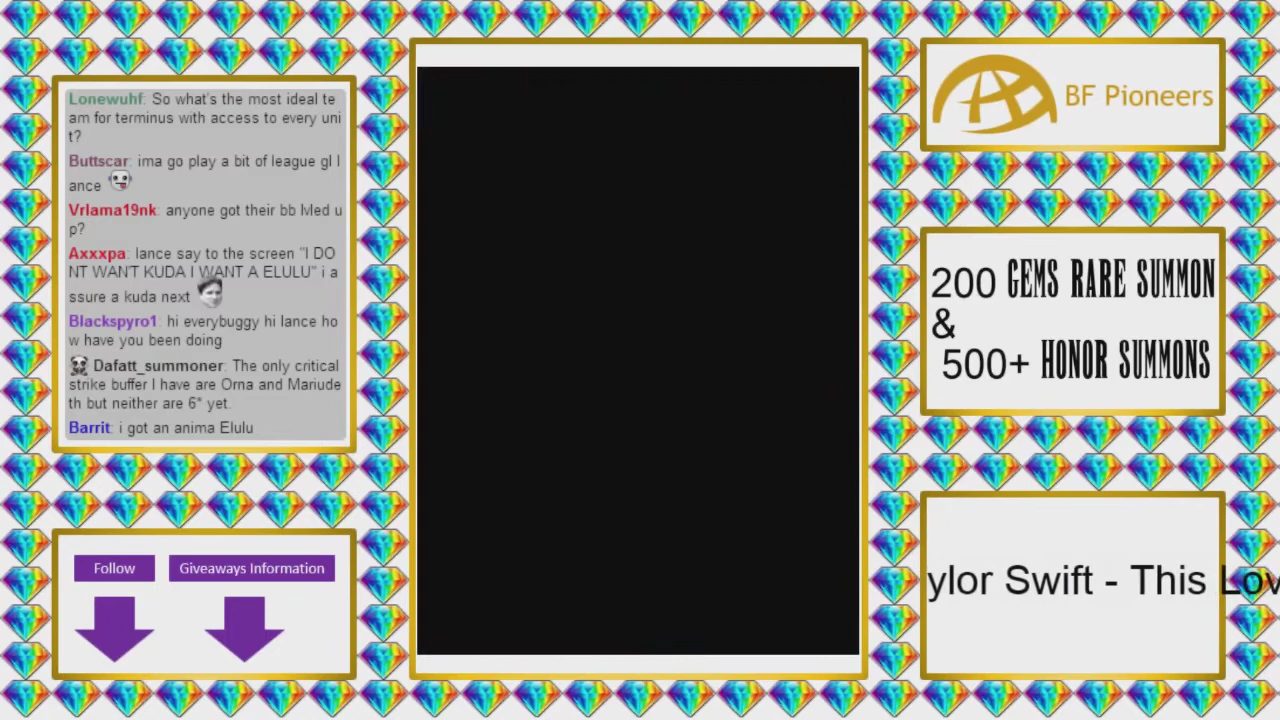 Lonewuhf: So what's the most ideal te
am for terminus with access to every uni
t?
Buttscar: ima go play a bit of league gl l
ance
Vrlama19nk: anyone got their bb Med u
p?
Axxxpa: lance say to the screen "I DO
NT WAN'T KUDA I WANT A ELULU" i a
ssure a kuda next
Blackspyro1: hi everybuggy hi lance ho
w have you been doing
Dafatt_summoner: The only critical
strike buffer I have are Orna and Mariude
th but neither are 6* yet.
Barrit: i got an anima Elulu
Follow
Giveaways Information
BF Pioneers
200 GEMS RARE SUMMON
&
500+ HONOR SUMMONS
ylor Swift - This Lov